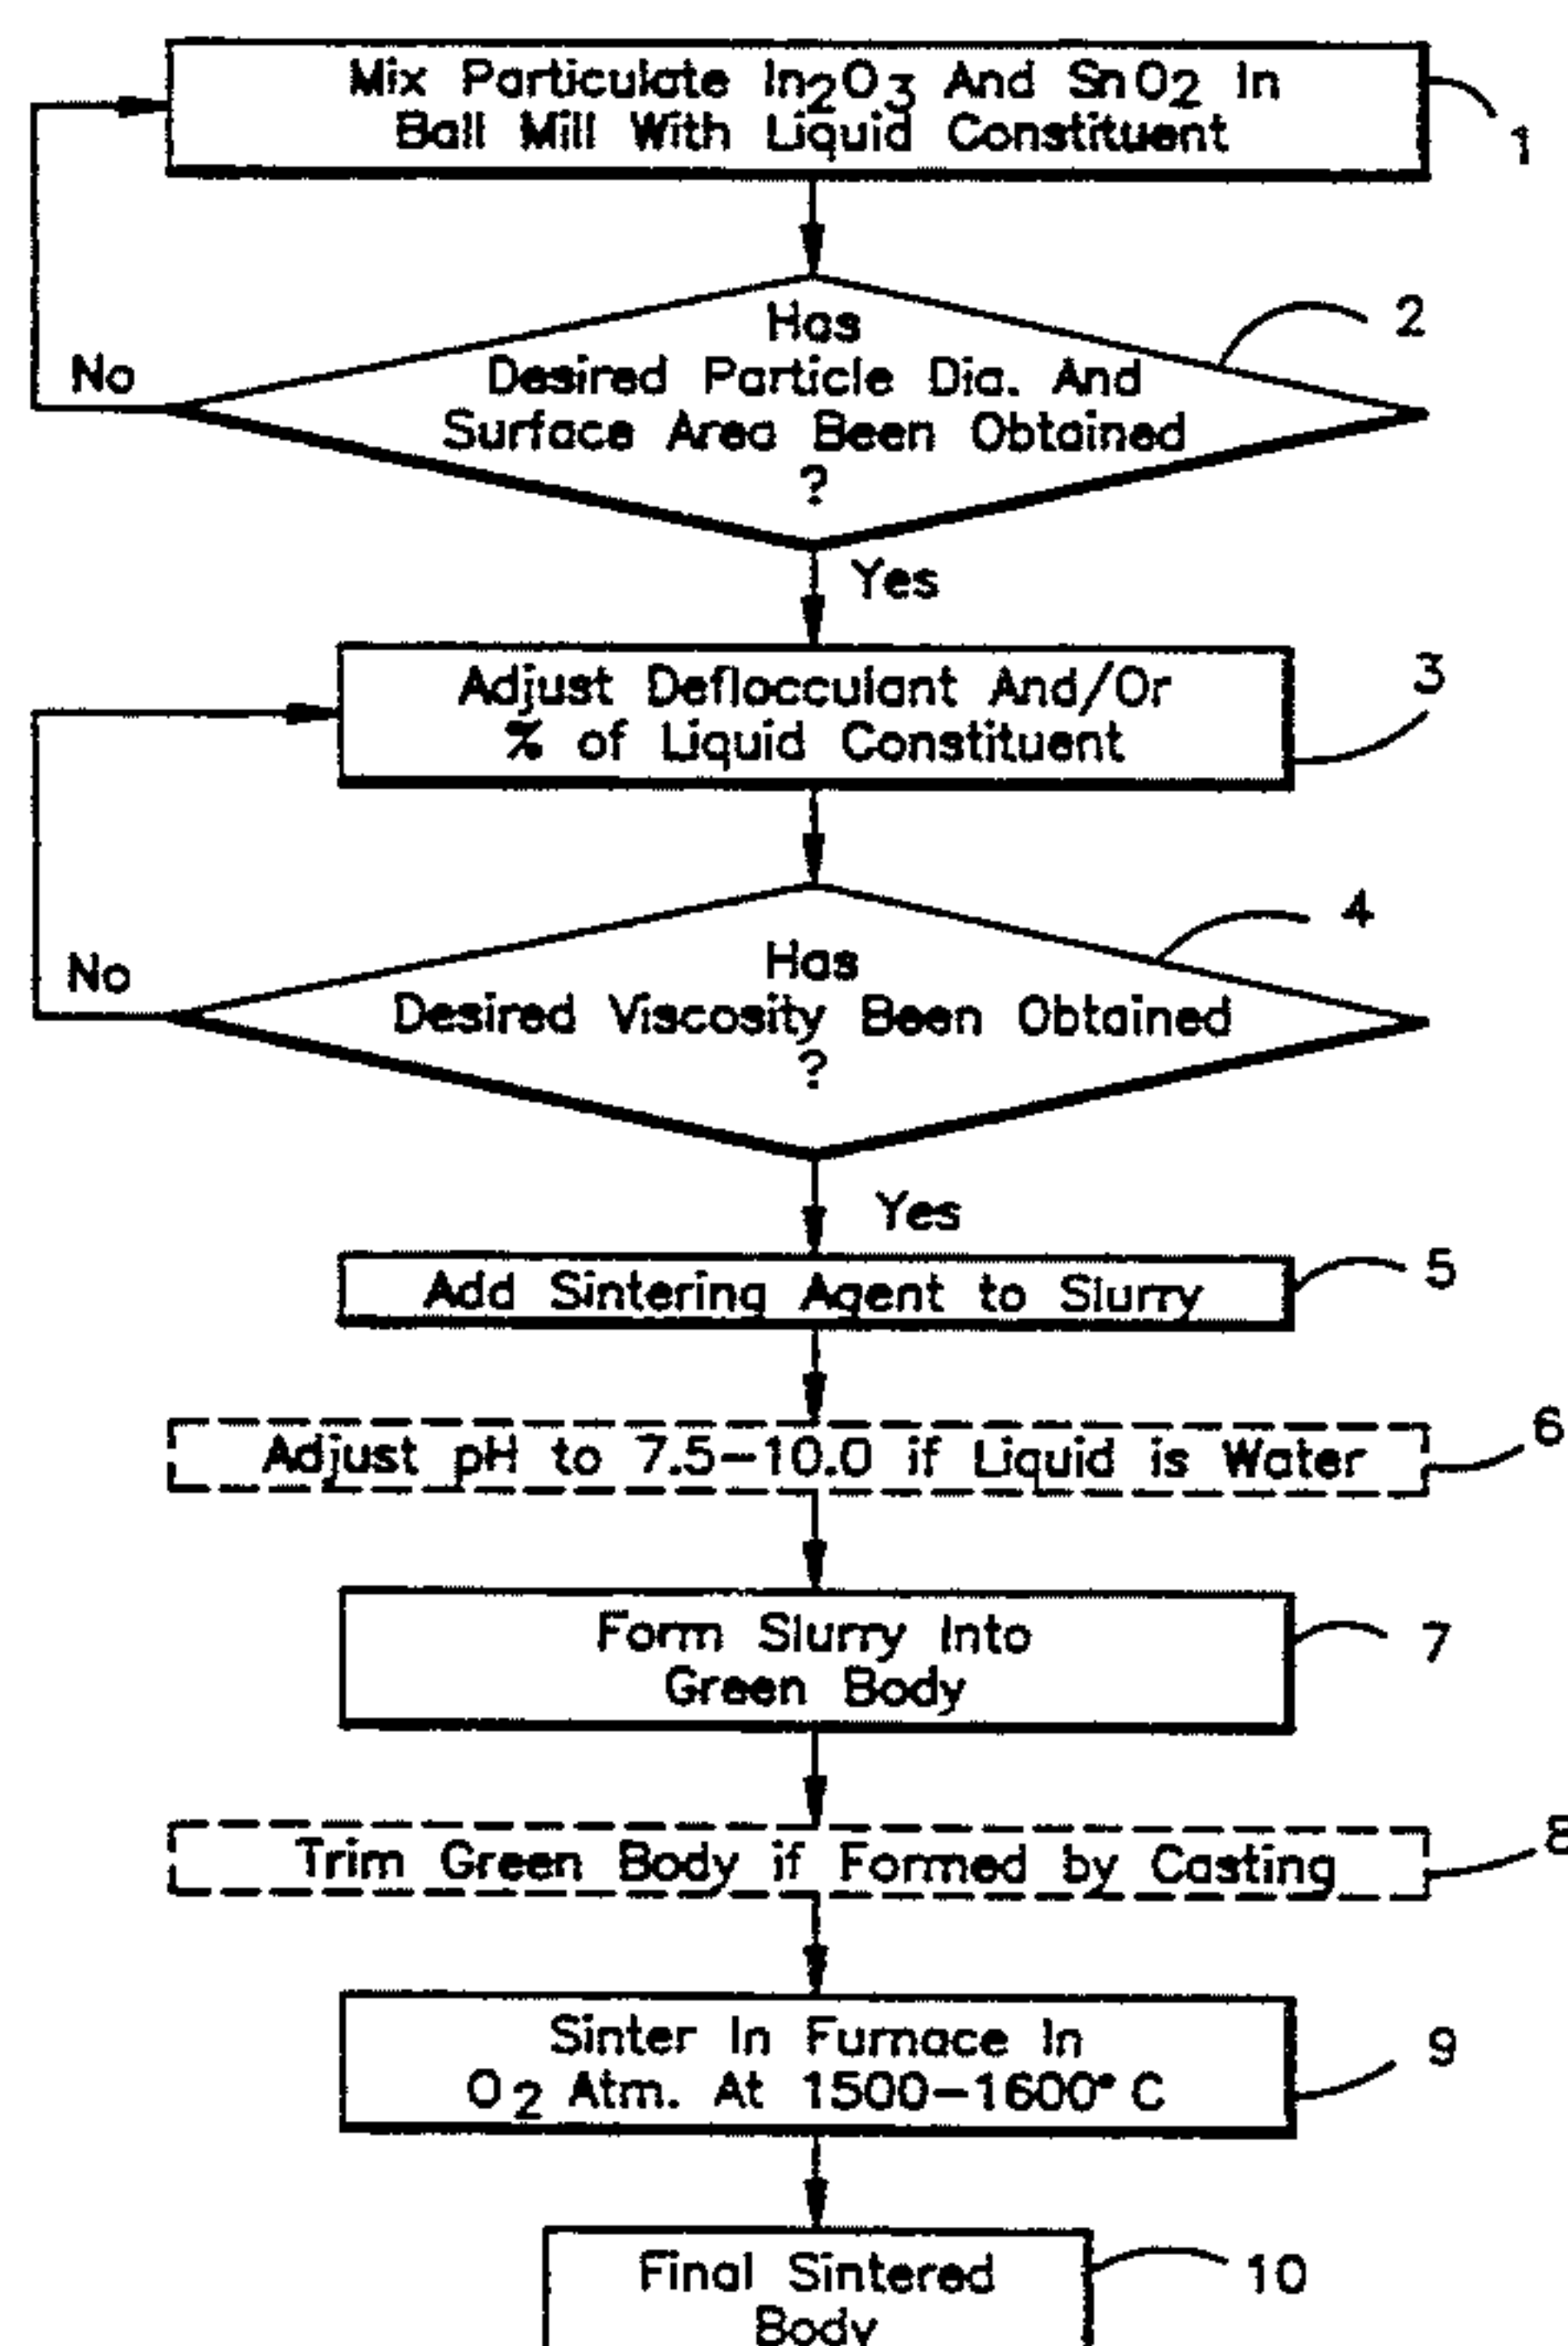 Mix Particulate In2O3 And SnO2 In
Ball Mill With Liquid Constituent
1
Has
Desired Particle Dia. And
Surface Area Been Obtained
?
2
No
Yes
Adjust Deflocculant And/Or
% of Liquid Constituent
3
Has
Desired Viscosity Been Obtained
?
4
No
Yes
Add Sintering Agent to Slurry
5
Adjust pH to 7.5-10.0 if Liquid is Water
6
Form Slurry Into
Green Body
7
Trim Green Body if Formed by Casting
8
Sinter In Furnace In
O2 Atm. At 1500-1600° C
9
Final Sintered
Body
10